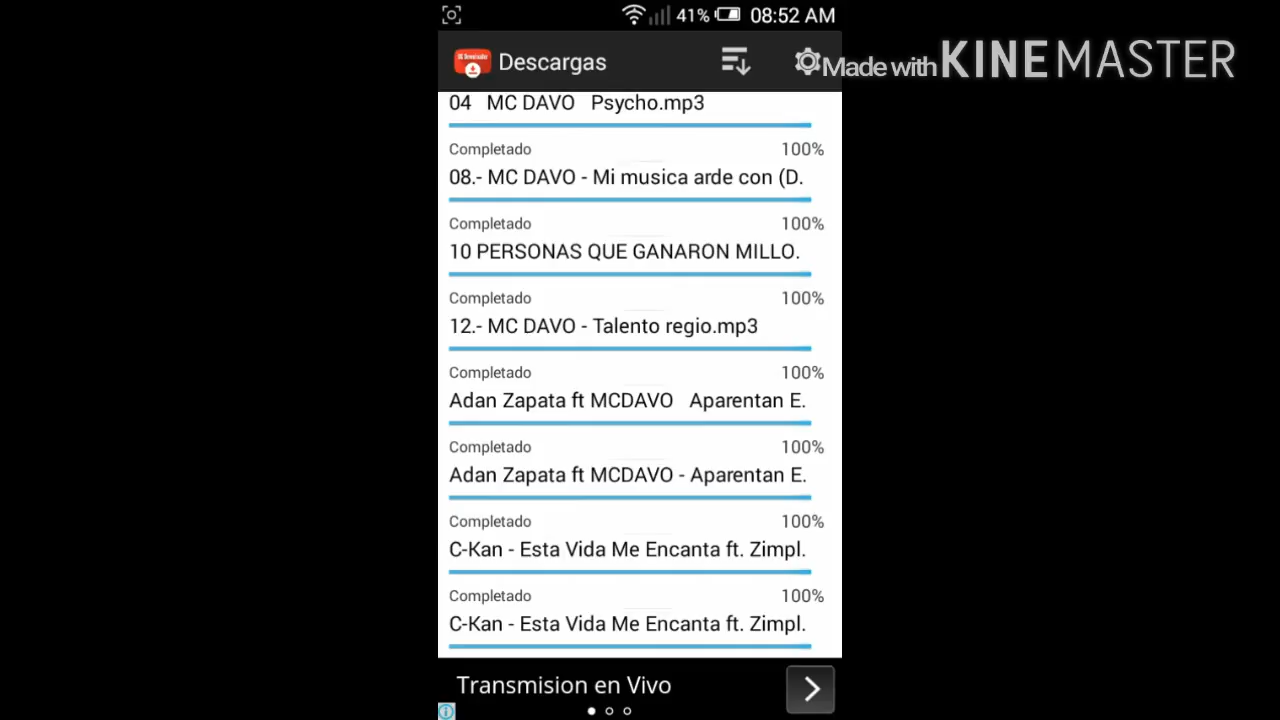 41% 08:52 AM
Descargas
Made with KINEMASTER
04 MC DAVO Psycho.mp3
Completado 100%
08.- MC DAVO - Mi musica arde con (D.
Completado 100%
10 PERSONAS QUE GANARON MILLO.
Completado 100%
12.- MC DAVO - Talento regio.mp3
Completado 100%
Adan Zapata ft MCDAVO Aparentan E.
Completado 100%
Adan Zapata ft MCDAVO - Aparentan E.
Completado 100%
C-Kan - Esta Vida Me Encanta ft. Zimpl.
Completado 100%
C-Kan - Esta Vida Me Encanta ft. Zimpl.
Transmision en Vivo